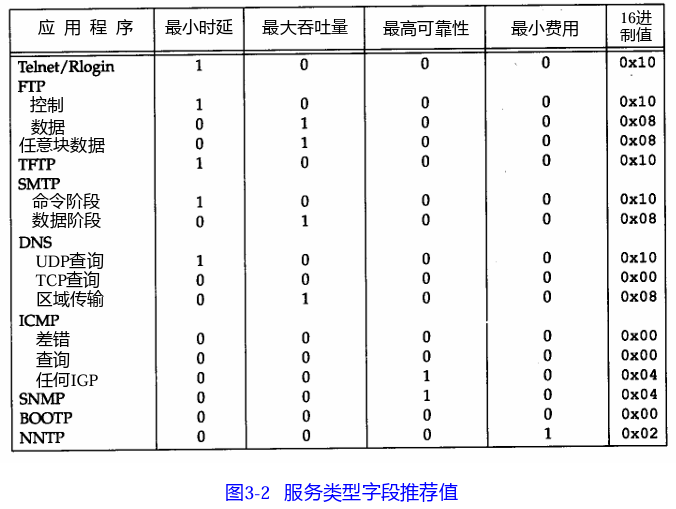 应用程序 最小时延 最大吞吐量 最高可靠性 最小费用 16进制值
Telnet/Rlogin 1 0 0 0 0x10
FTP
控制 1 0 0 0 0x10
数据 0 1 0 0 0x08
任意块数据 0 1 0 0 0x08
TFTP 1 0 0 0 0x10
SMTP
命令阶段 1 0 0 0 0x10
数据阶段 0 1 0 0 0x08
DNS
UDP查询 1 0 0 0 0x10
TCP查询 0 0 0 0 0x00
区域传输 0 1 0 0 0x08
ICMP
差错 0 0 0 0 0x00
查询 0 0 0 0 0x00
任何IGP 0 0 1 0 0x04
SNMP 0 0 1 0 0x04
BOOTP 0 0 0 0 0x00
NNTP 0 0 0 1 0x02
图3-2 服务类型字段推荐值